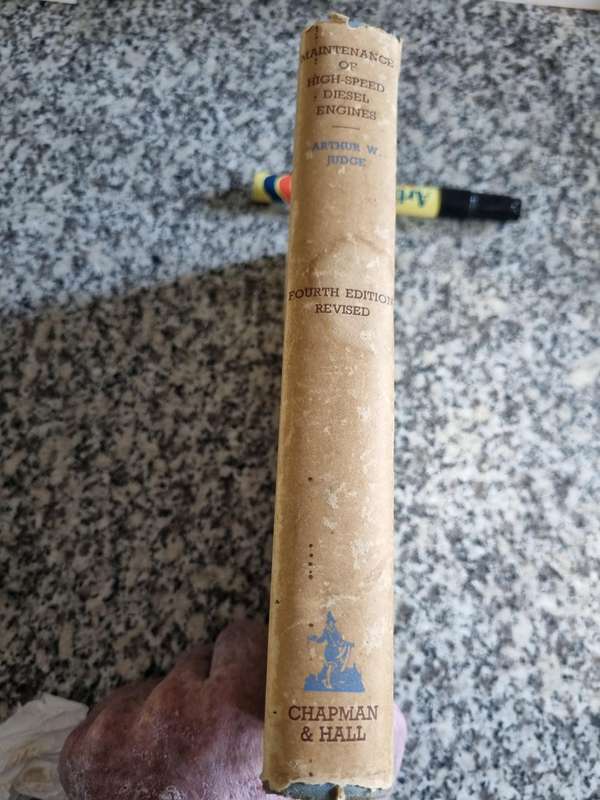 MAINTENANCE
OF
HIGH-SPEED
DIESEL
ENGINES
ARTHUR W.
JUDGE
FOURTH EDITION
REVISED
CHAPMAN
& HALL